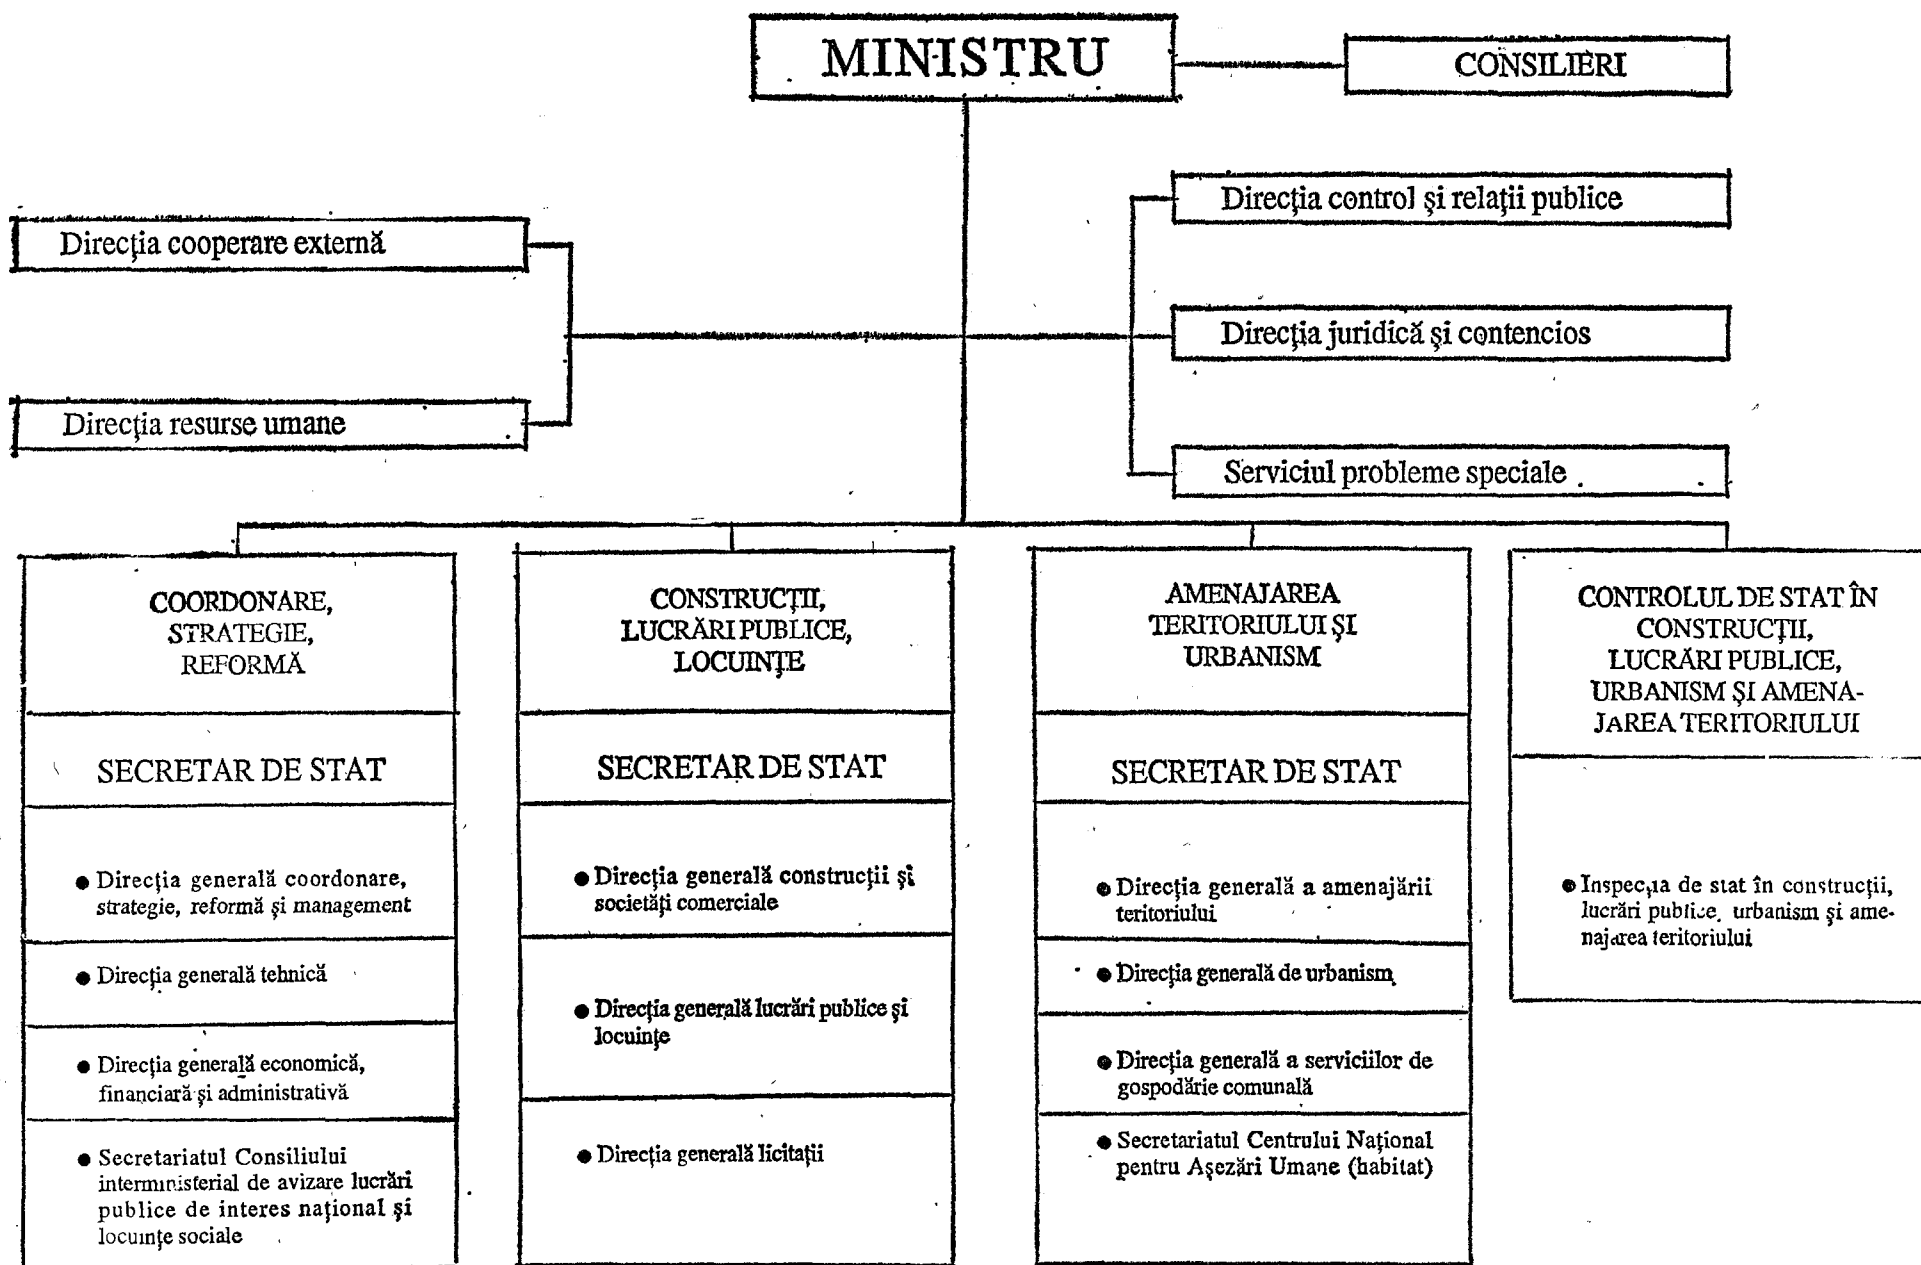 MINISTRU
CONSILIERI
Direcţia control şi relaţii publice
Direcţia cooperare externă
Direcţia juridică şi contencios
Direcţia resurse umane
Serviciul probleme speciale
COORDONARE,
STRATEGIE,
REFORMĂ
SECRETAR DE STAT
● Direcţia generală coordonare,
strategie, reformă şi management
● Direcţia generală tehnică
● Direcţia generală economică,
financiară şi administrativă
● Secretariatul Consiliului
interministerial de avizare lucrări
publice de interes naţional şi
locuinţe sociale
CONSTRUCŢII,
LUCRĂRI PUBLICE,
LOCUINŢE
SECRETAR DE STAT
● Direcţia generală construcţii şi
societăţi comerciale
● Direcţia generală lucrări publice şi
locuinţe
● Direcţia generală licitaţii
AMENAJAREA
TERITORIULUI ŞI
URBANISM
SECRETAR DE STAT
● Direcţia generală a amenajării
teritoriului
● Direcţia generală de urbanism
● Direcţia generală a serviciilor de
gospodărie comunală
● Secretariatul Centrului Naţional
pentru Aşezări Umane (habitat)
CONTROLUL DE STAT ÎN
CONSTRUCŢII,
LUCRĂRI PUBLICE,
URBANISM ŞI AMENA-
JAREA TERITORIULUI
● Inspecţia de stat în construcţii,
lucrări publice, urbanism şi ame-
najarea teritoriului